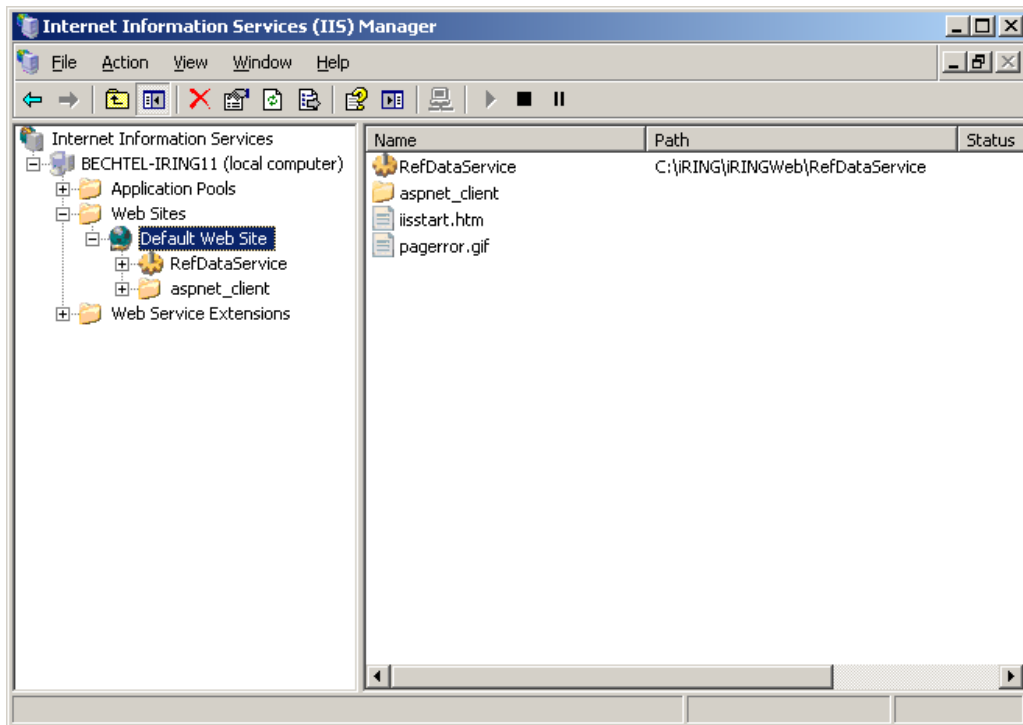 Internet Information Services (IIS) Manager
File Action View Window Help
Internet Information Services
BECHTEL-IRING11 (local computer)
Application Pools
Web Sites
Default Web Site
RefDataService
aspnet_client
Web Service Extensions
Name Path Status
RefDataService C:\iRING\iRINGWeb\RefDataService
aspnet_client
iisstart.htm
pagerror.gif